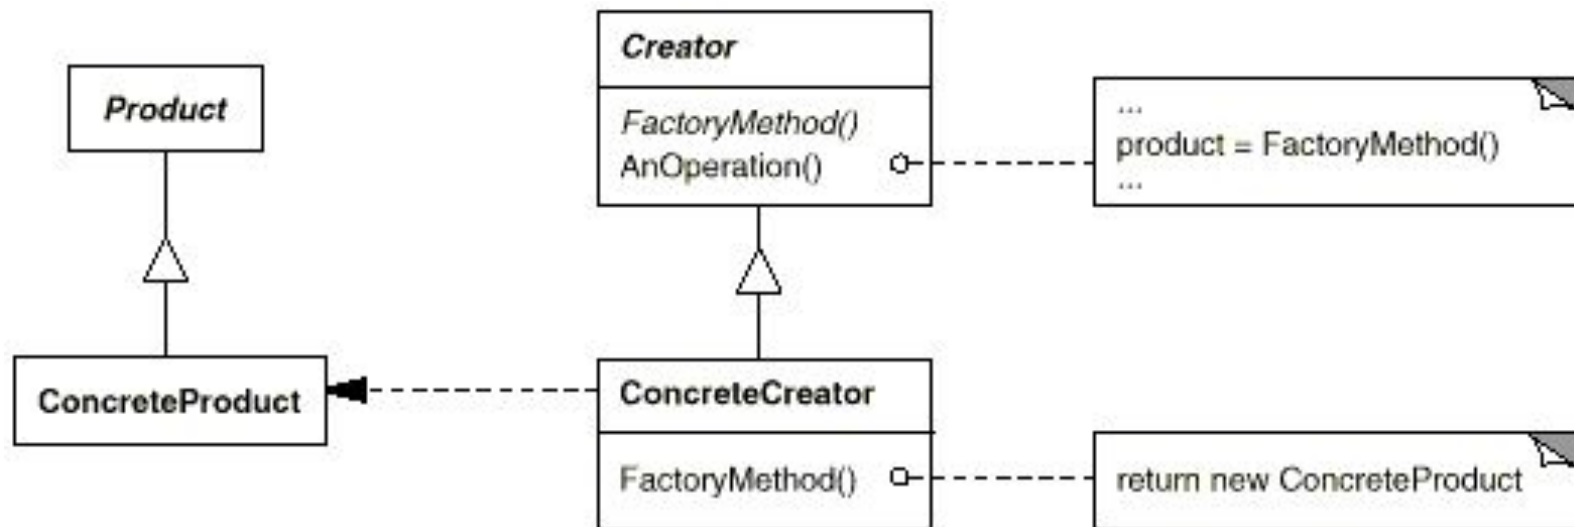 Creator
Product
FactoryMethod()
AnOperation()
...
product = FactoryMethod()
...
ConcreteProduct
ConcreteCreator
FactoryMethod()
return new ConcreteProduct